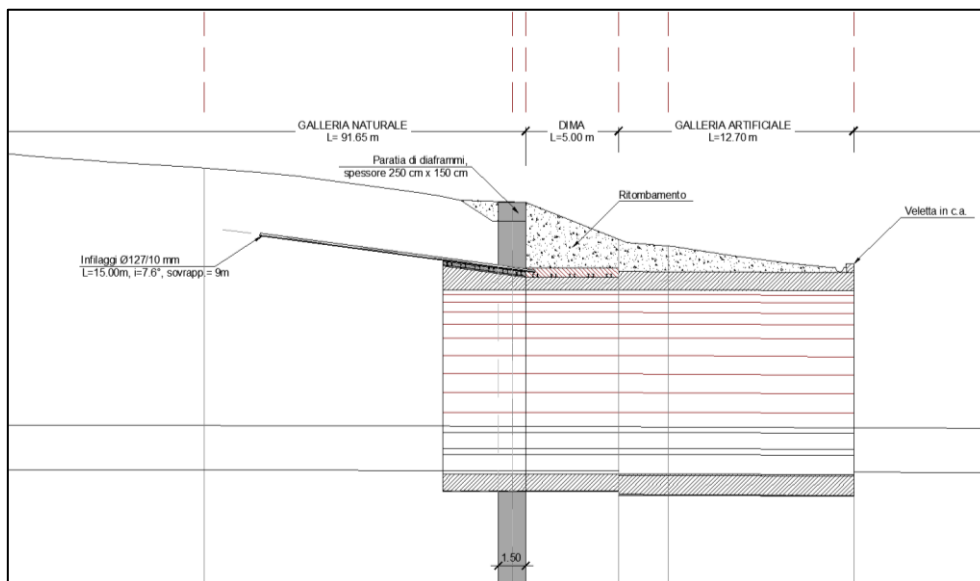 GALLERIA NATURALE
L= 91.65 m
DIMA
L=5.00 m
GALLERIA ARTIFICIALE
L=12.70 m
Paratia di diaframmi,
spessore 250 cm x 150 cm
Ritombamento
Veletta in c.a.
Infilaggi Ø127/10 mm
L=15.00m, i=7.6°, sovrapp.= 9m
1.50